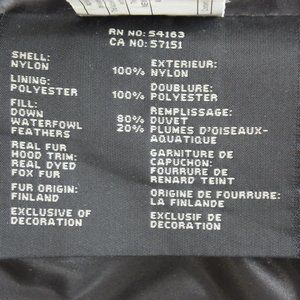 RN NO: 54163
CA NO: 57151
SHELL:
NYLON
LINING:
POLYESTER
FILL:
DOWN
WATERFOWL
FEATHERS
REAL FUR
HOOD TRIM:
REAL DYED
FOX FUR
FUR ORIGIN:
FINLAND
EXCLUSIVE OF
DECORATION
EXTÉRIEUR:
100% NYLON
DOUBLURE:
100% POLYESTER
REMPLISSAGE:
80% DUVET
20% PLUMES D'OISEAUX-
AQUATIQUE
GARNITURE DE
CAPUCHON:
FOURRURE DE
RENARD TEINT
ORIGINE DE FOURRURE:
LA FINLANDE
EXCLUSIF DE
DECORATION